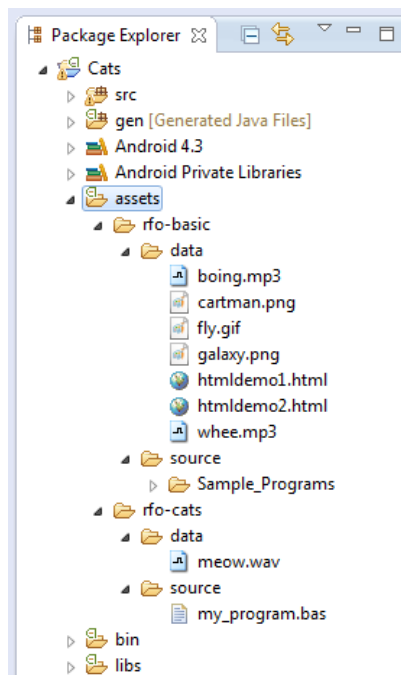 Package Explorer
Cats
src
gen [Generated Java Files]
Android 4.3
Android Private Libraries
assets
rfo-basic
data
boing.mp3
cartman.png
fly.gif
galaxy.png
htmldemo1.html
htmldemo2.html
whee.mp3
source
Sample_Programs
rfo-cats
data
meow.wav
source
my_program.bas
bin
libs